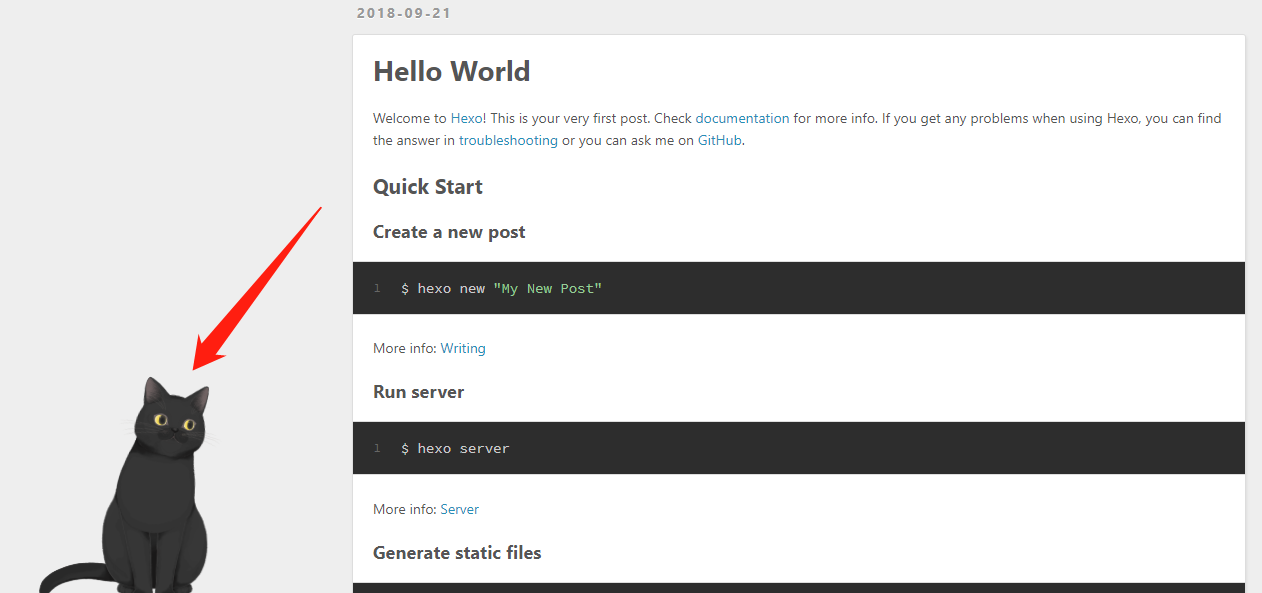 2018-09-21
Hello World
Welcome to Hexo! This is your very first post. Check documentation for more info. If you get any problems when using Hexo, you can find
the answer in troubleshooting or you can ask me on GitHub.
Quick Start
Create a new post
1 $ hexo new "My New Post"
More info: Writing
Run server
1 $ hexo server
More info: Server
Generate static files